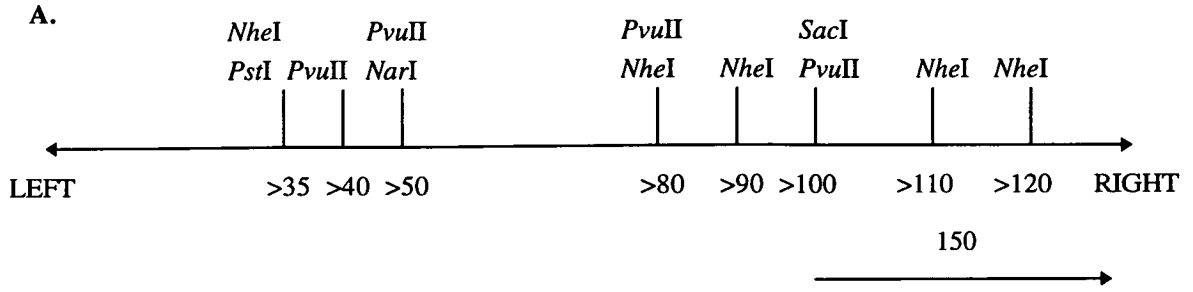 A.
NheI PvuII PvuII SacI
PstI PvuII NarI NheI NheI PvuII NheI NheI
LEFT >35 >40 >50 >80 >90 >100 >110 >120 RIGHT
150